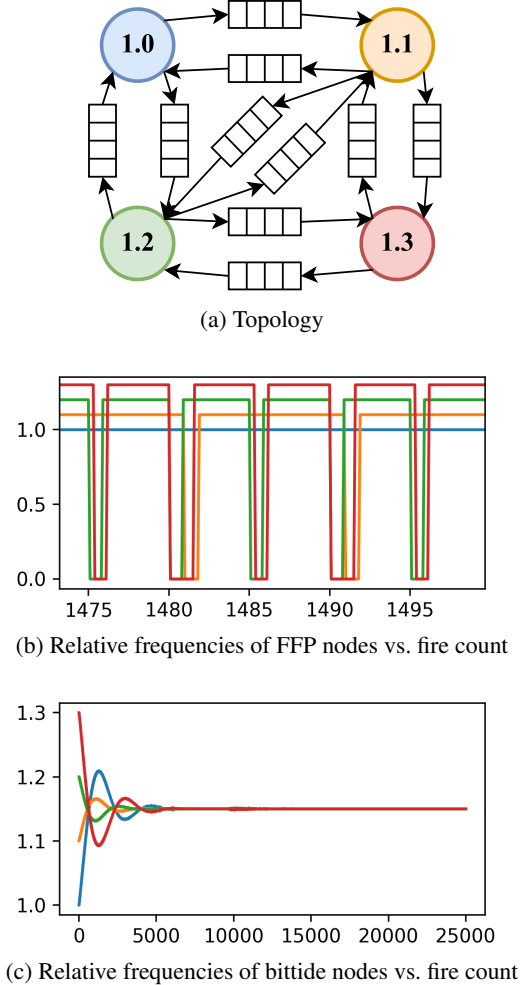 1.0
1.1
1.2
1.3
(a) Topology
1.0
0.5
0.0
1475 1480 1485 1490 1495
(b) Relative frequencies of FFP nodes vs. fire count
1.3
1.2
1.1
1.0
0 5000 10000 15000 20000 25000
(c) Relative frequencies of bittide nodes vs. fire count